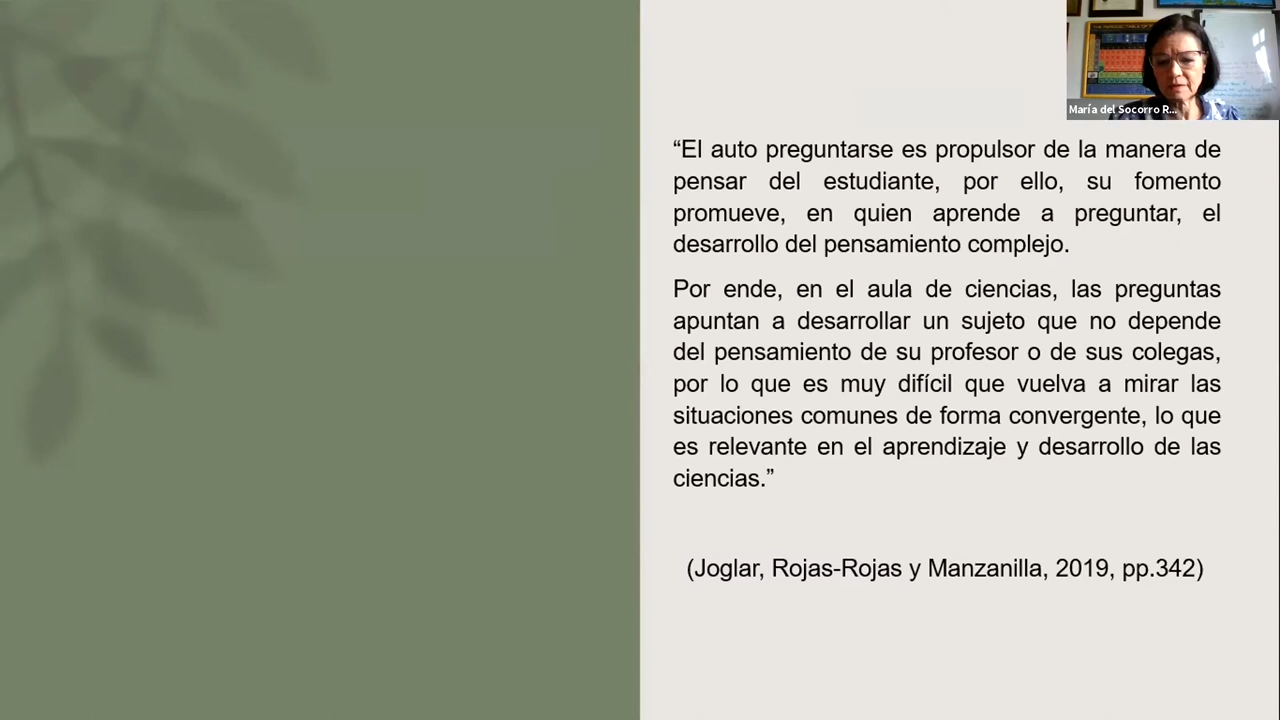 María del Socorro R...
“El auto preguntarse es propulsor de la manera de
pensar del estudiante, por ello, su fomento
promueve, en quien aprende a preguntar, el
desarrollo del pensamiento complejo.
Por ende, en el aula de ciencias, las preguntas
apuntan a desarrollar un sujeto que no depende
del pensamiento de su profesor o de sus colegas,
por lo que es muy difícil que vuelva a mirar las
situaciones comunes de forma convergente, lo que
es relevante en el aprendizaje y desarrollo de las
ciencias.”
(Joglar, Rojas-Rojas y Manzanilla, 2019, pp.342)